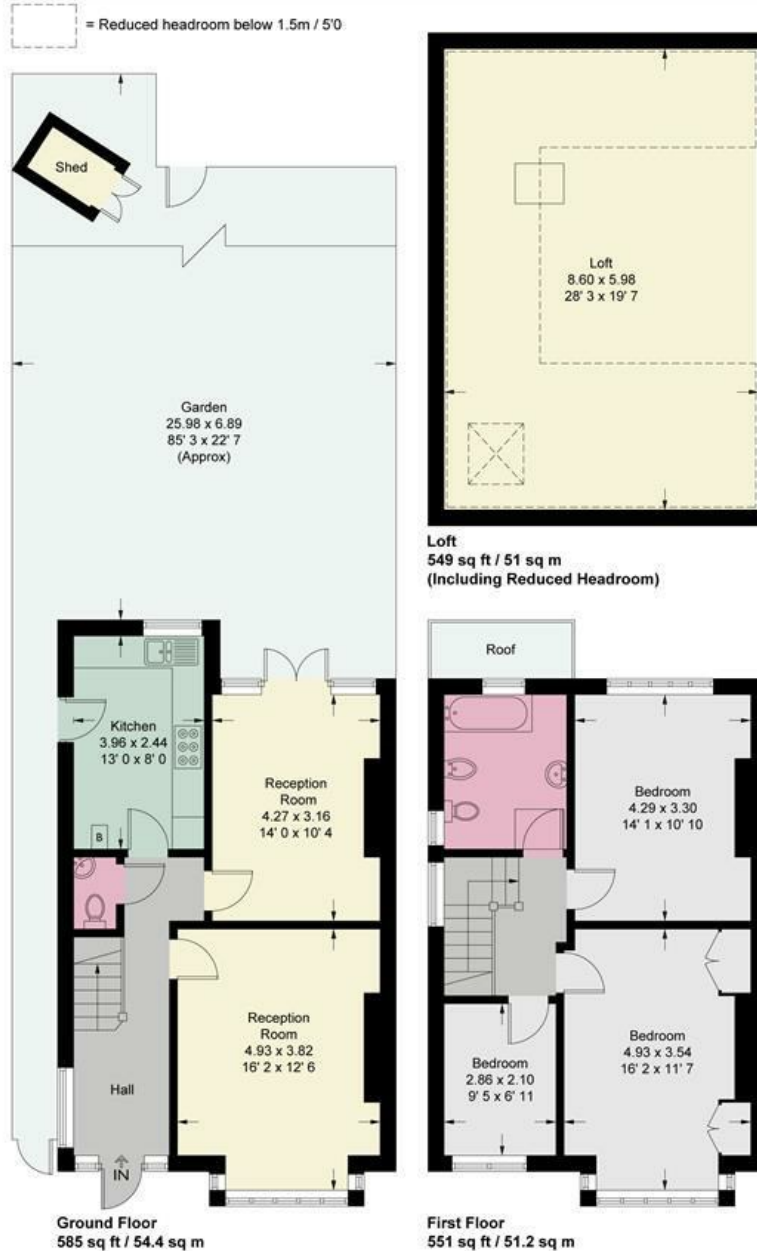 = Reduced headroom below 1.5m / 5'0
Shed
Loft
8.60 x 5.98
28' 3 x 19' 7
Garden
25.98 x 6.89
85' 3 x 22' 7
(Approx)
Loft
549 sq ft / 51 sq m
(Including Reduced Headroom)
Kitchen
3.96 x 2.44
13' 0 x 8' 0
B
Reception
Room
4.27 x 3.16
14' 0 x 10' 4
Reception
Room
4.93 x 3.82
16' 2 x 12' 6
Hall
IN
Ground Floor
585 sq ft / 54.4 sq m
Roof
Bedroom
4.29 x 3.30
14' 1 x 10' 10
Bedroom
4.93 x 3.54
16' 2 x 11' 7
Bedroom
2.86 x 2.10
9' 5 x 6' 11
First Floor
551 sq ft / 51.2 sq m